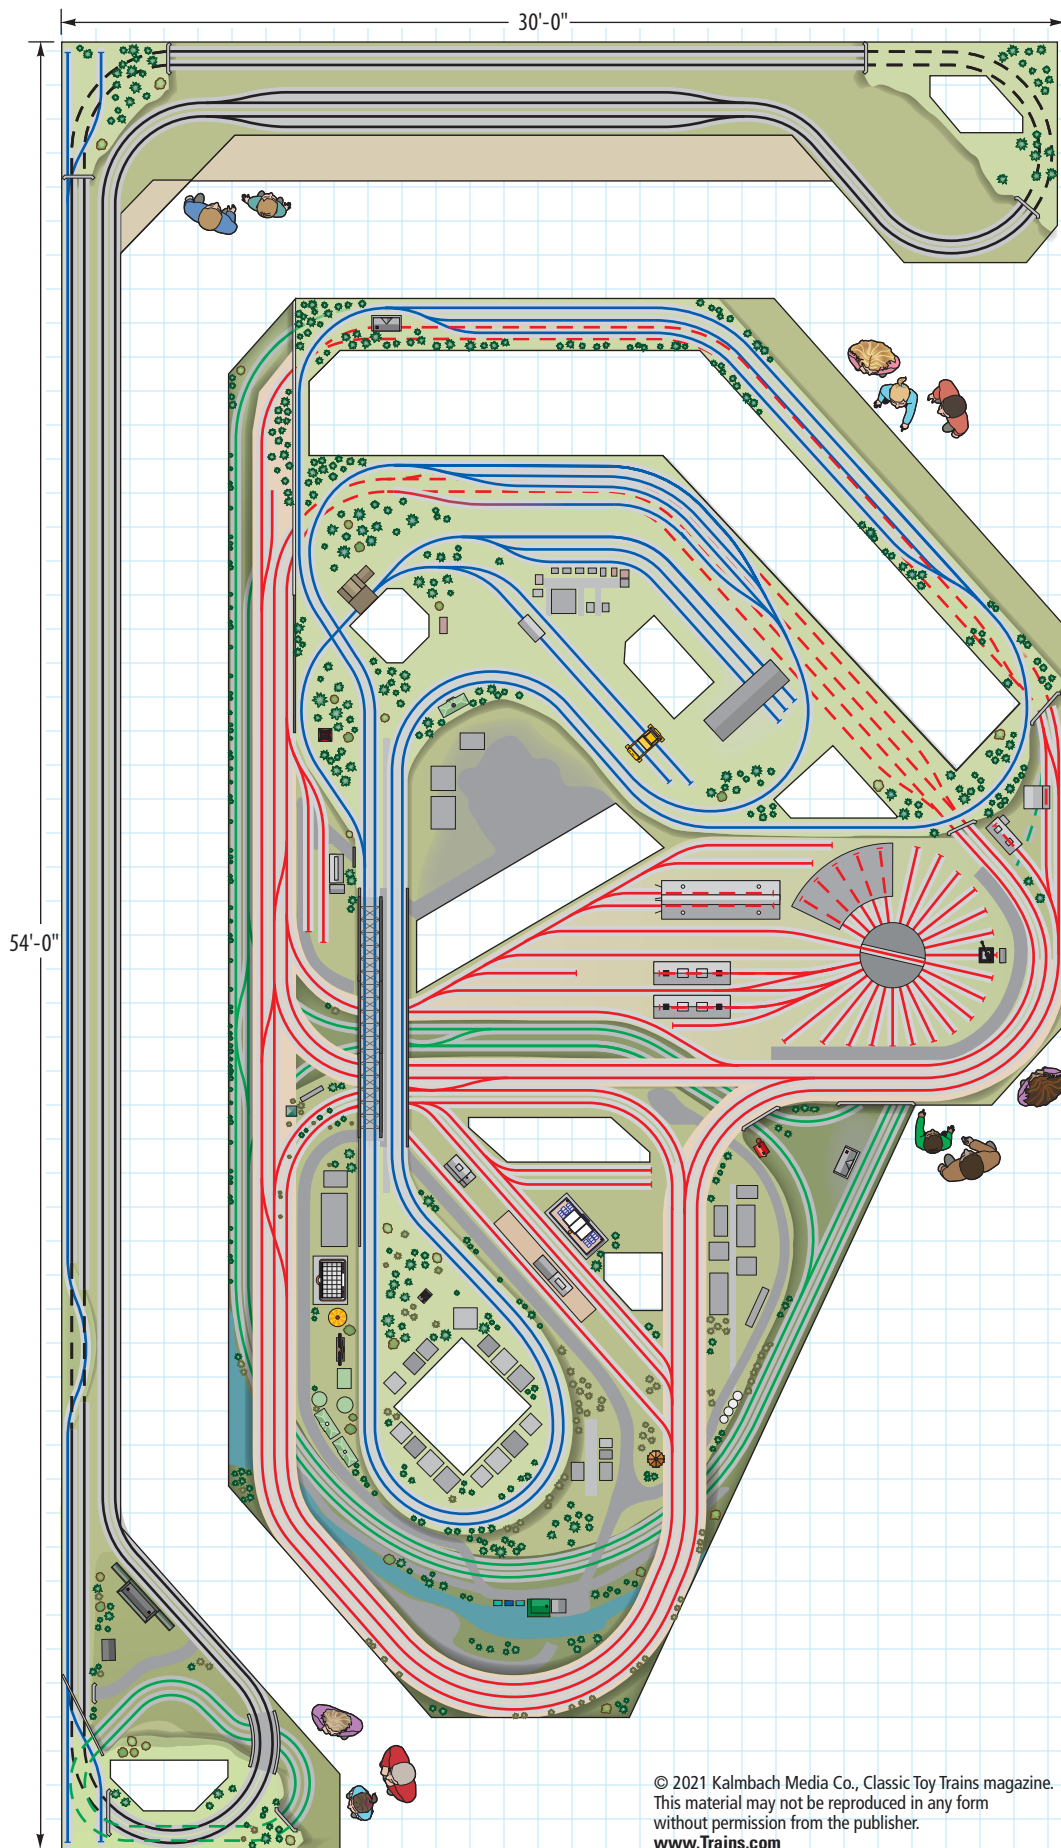 30'-0"
54'-0"
© 2021 Kalmbach Media Co., Classic Toy Trains magazine.
This material may not be reproduced in any form
without permission from the publisher.
www.Trains.com